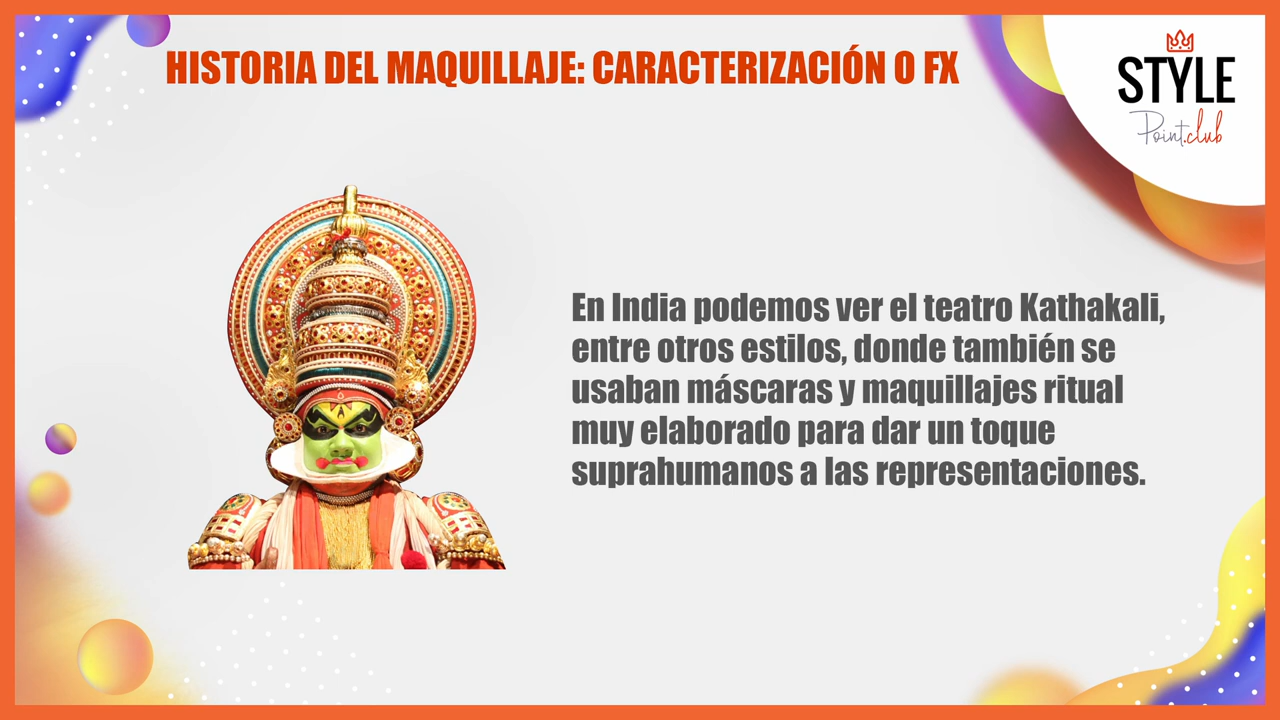 HISTORIA DEL MAQUILLAJE: CARACTERIZACIÓN O FX
STYLE
Point.club
En India podemos ver el teatro Kathakali,
entre otros estilos, donde también se
usaban máscaras y maquillajes ritual
muy elaborado para dar un toque
suprahumanos a las representaciones.